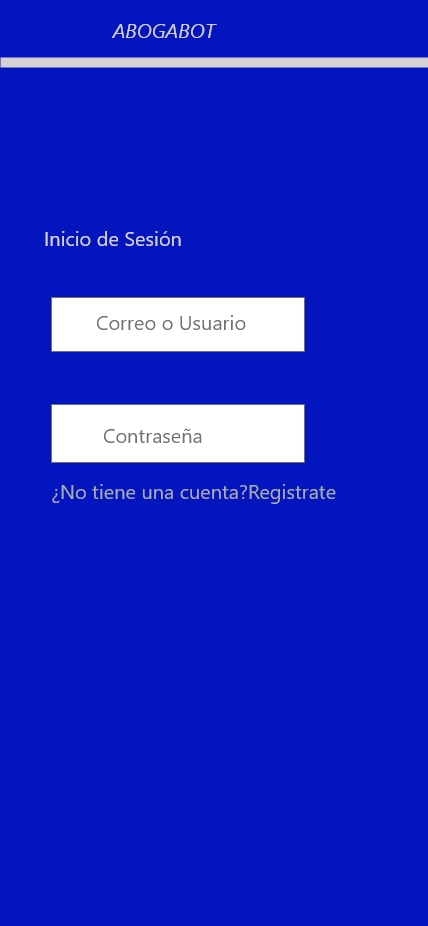 ABOGABOT
Inicio de Sesión
Correo o Usuario
Contraseña
¿No tiene una cuenta?Registrate